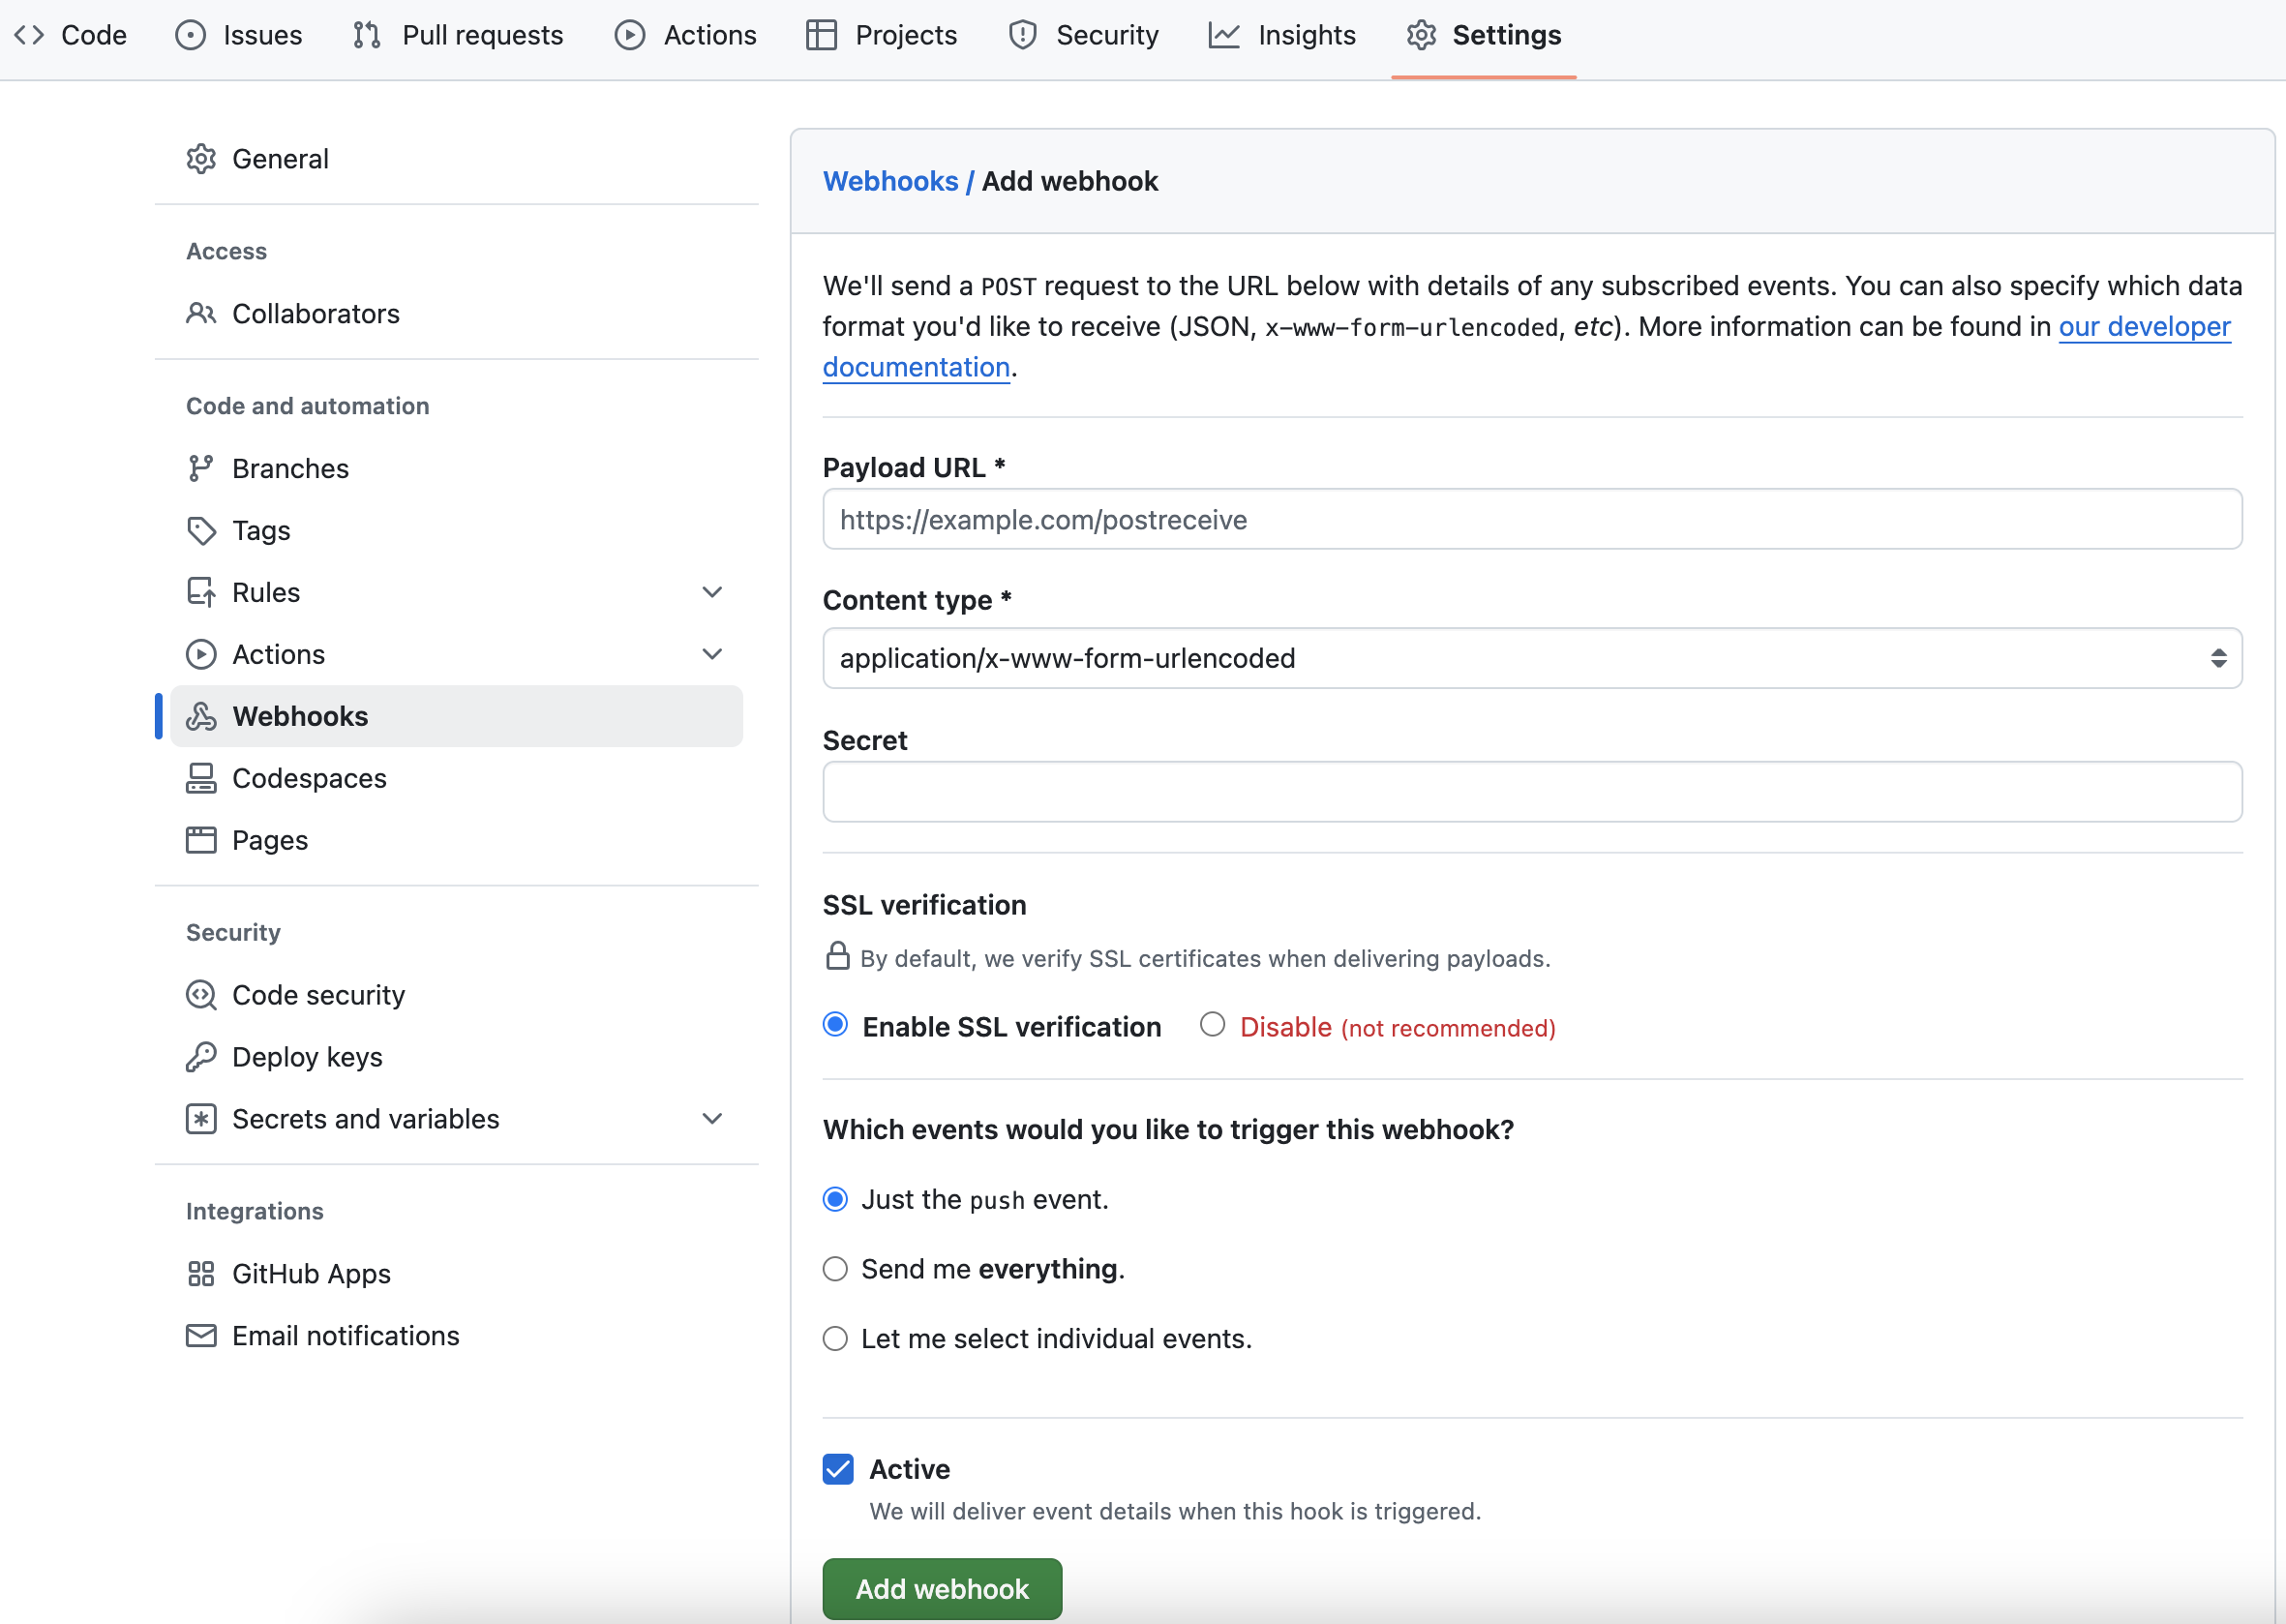 Code Issues Pull requests Actions Projects Security Insights Settings
General
Access
Collaborators
Code and automation
Branches
Tags
Rules
Actions
Webhooks
Codespaces
Pages
Security
Code security
Deploy keys
Secrets and variables
Integrations
GitHub Apps
Email notifications
Webhooks / Add webhook
We'll send a POST request to the URL below with details of any subscribed events. You can also specify which data
format you'd like to receive (JSON, x-www-form-urlencoded, etc). More information can be found in our developer
documentation.
Payload URL *
https://example.com/postreceive
Content type *
application/x-www-form-urlencoded
Secret
SSL verification
By default, we verify SSL certificates when delivering payloads.
Enable SSL verification Disable (not recommended)
Which events would you like to trigger this webhook?
Just the push event.
Send me everything.
Let me select individual events.
Active
We will deliver event details when this hook is triggered.
Add webhook